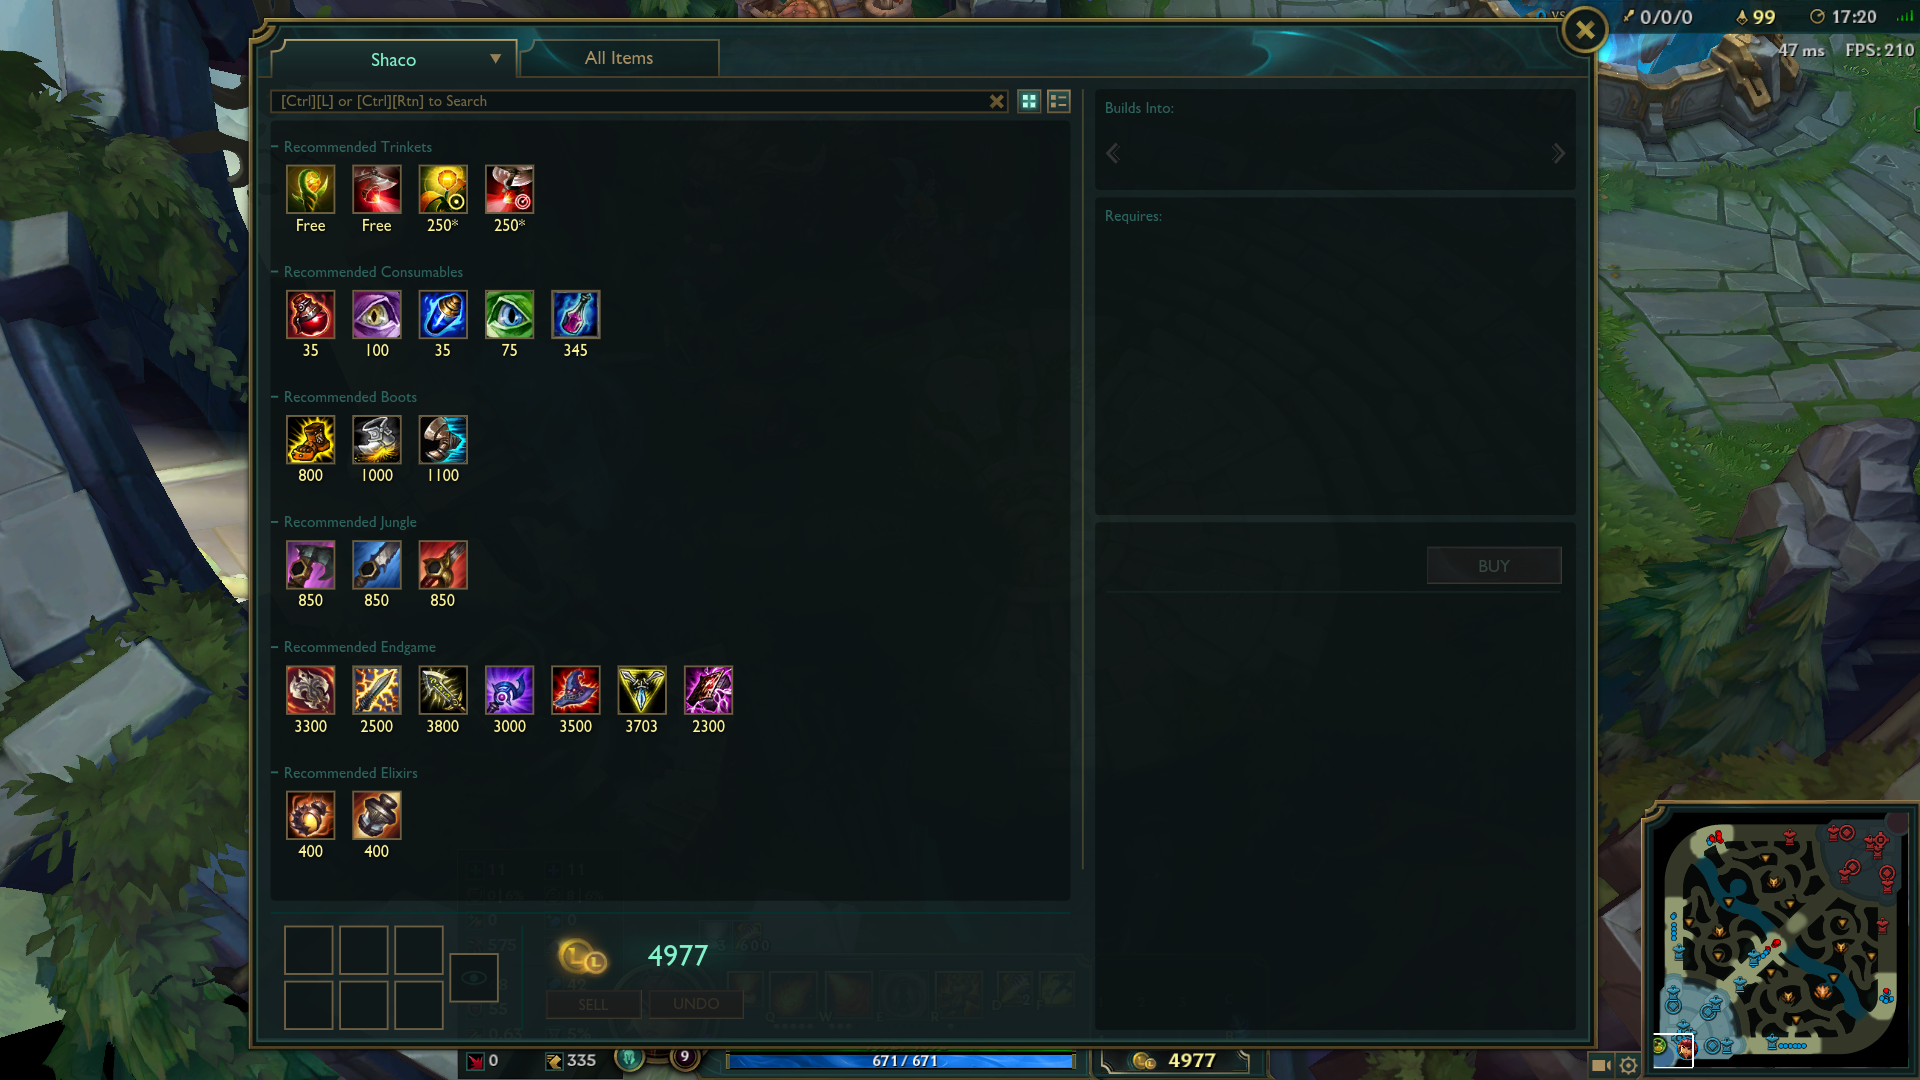 VS
0/0/0
99
17:20
47 ms FPS: 210
Shaco
All Items
[Ctrl][L] or [Ctrl][Rtn] to Search
Recommended Trinkets
Free Free 250* 250*
Recommended Consumables
35 100 35 75 345
Recommended Boots
800 1000 1100
Recommended Jungle
850 850 850
Recommended Endgame
3300 2500 3800 3000 3500 3703 2300
Recommended Elixirs
400 400
Builds Into:
Requires:
BUY
4977
SELL UNDO
0 335 9 671 / 671 4977